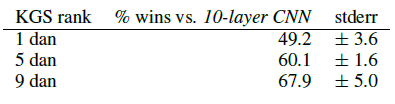 KGS rank % wins vs. 10-layer CNN stderr
1 dan 49.2 ± 3.6
5 dan 60.1 ± 1.6
9 dan 67.9 ± 5.0